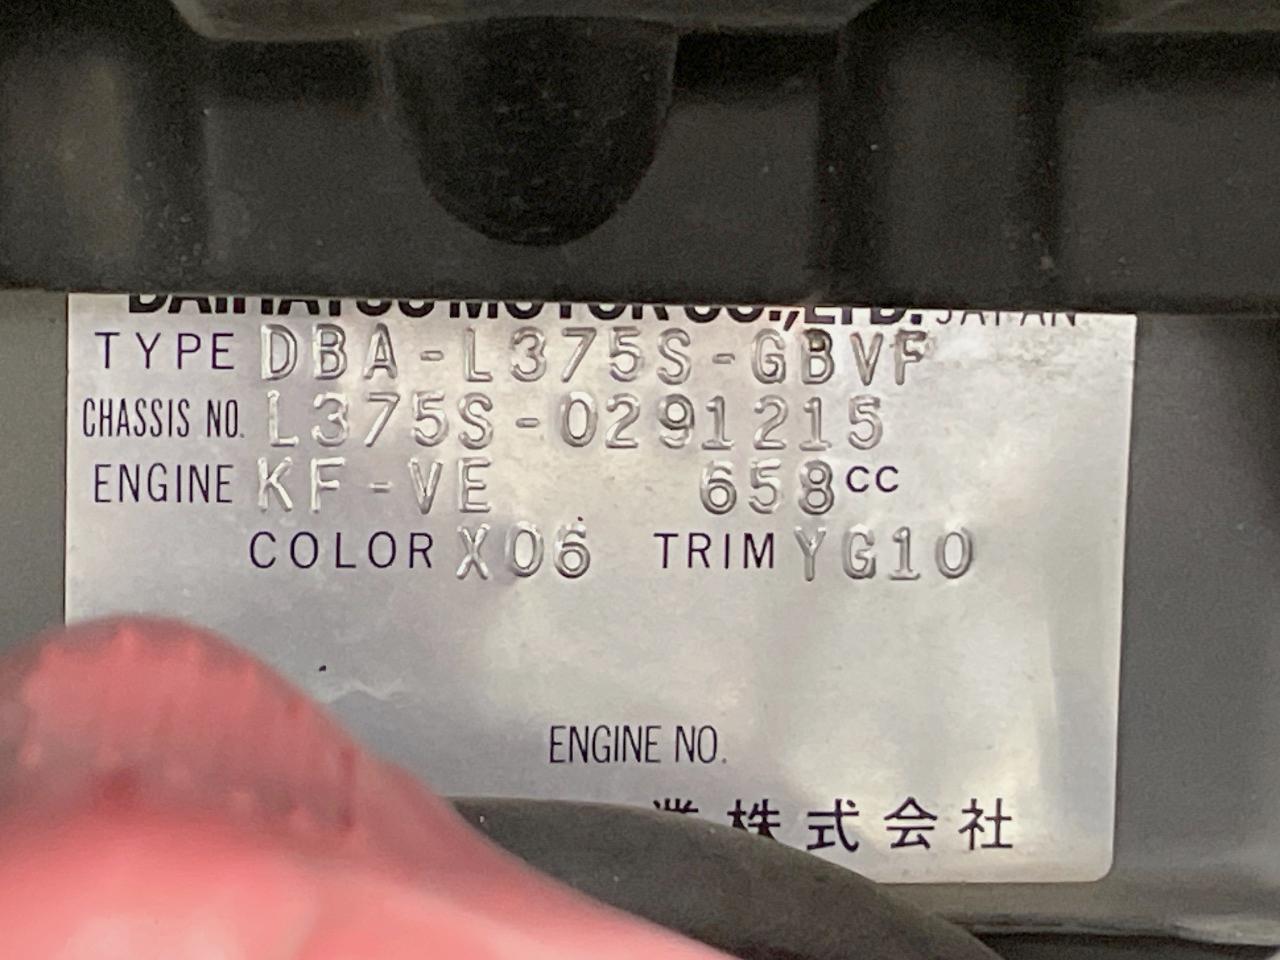 DAIHATSU MOTOR CO.,LTD. JAPAN
TYPE DBA-L375S-GBVF
CHASSIS NO. L375S-0291215
ENGINE KF-VE 658CC
COLOR X06 TRIM YG10
ENGINE NO.
業株式会社